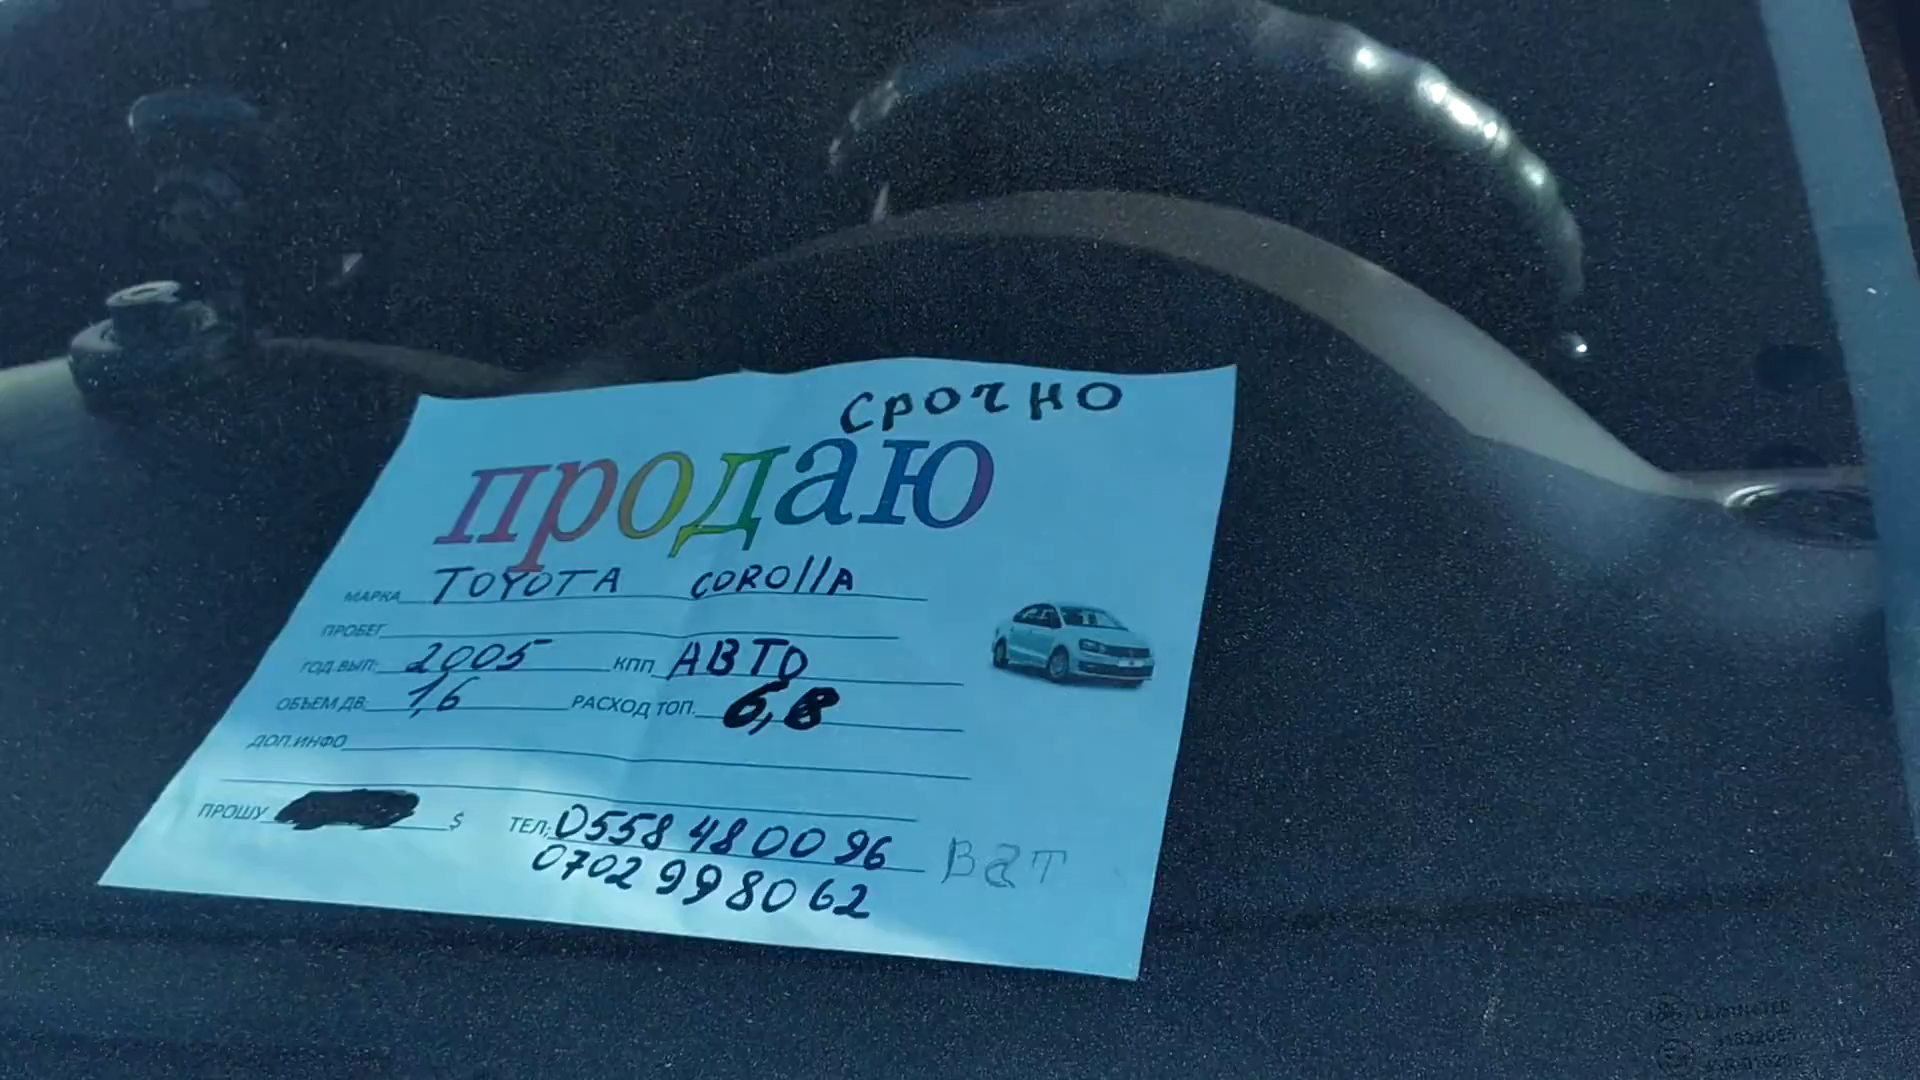 срочно
продаю
МАРКА TOYOTA COROLLA
ПРОБЕГ
ГОД ВЫП: 2005 КПП АВТО
ОБЪЕМ ДВ: 1,6 РАСХОД ТОП. 6,8
ДОП.ИНФО
ПРОШУ $ ТЕЛ; 0558 48 00 96 Ват
0702 99 80 62